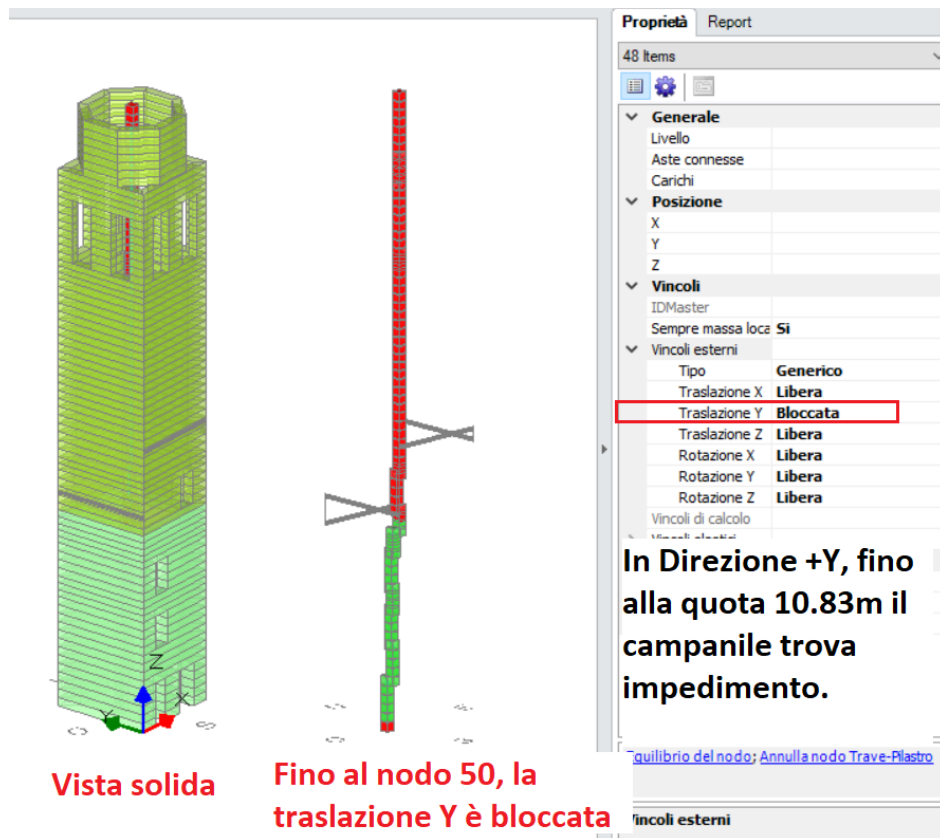 Proprietà Report
48 Items
Generale
Livello
Aste connesse
Carichi
Posizione
X
Y
Z
Vincoli
IDMaster
Sempre massa loca Si
Vincoli esterni
Tipo Generico
Traslazione X Libera
Traslazione Y Bloccata
Traslazione Z Libera
Rotazione X Libera
Rotazione Y Libera
Rotazione Z Libera
Vincoli di calcolo
In Direzione +Y, fino
alla quota 10.83m il
campanile trova
impedimento.
quilibrio del nodo; Annulla nodo Trave-Pilastro
Vincoli esterni
Z
X
Y
O
S
Vista solida
Fino al nodo 50, la
traslazione Y è bloccata